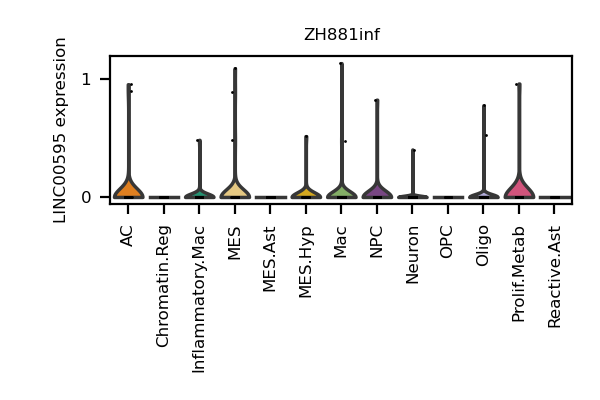 ZH881inf
LINC00595 expression
1
0
AC
Chromatin.Reg
Inflammatory.Mac
MES
MES.Ast
MES.Hyp
Mac
NPC
Neuron
OPC
Oligo
Prolif.Metab
Reactive.Ast